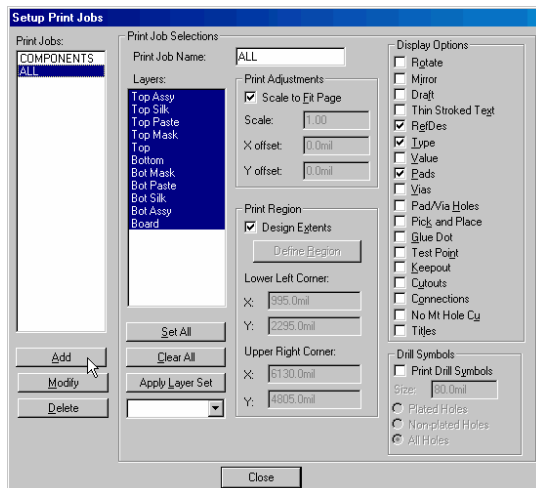 Setup Print Jobs
Print Jobs:
COMPONENTS
ALL
Add
Modify
Delete
Print Job Selections
Print Job Name:
ALL
Layers:
Top Assy
Top Silk
Top Paste
Top Mask
Top
Bottom
Bot Mask
Bot Paste
Bot Silk
Bot Assy
Board
Set All
Clear All
Apply Layer Set
Print Adjustments
Scale to Fit Page
Scale: 1.00
X offset: 0.0mil
Y offset: 0.0mil
Print Region
Design Extents
Define Region
Lower Left Corner:
X: 995.0mil
Y: 2295.0mil
Upper Right Corner:
X: 6130.0mil
Y: 4805.0mil
Display Options
Rotate
Mirror
Draft
Thin Stroked Text
RefDes
Type
Value
Pads
Vias
Pad/Via Holes
Pick and Place
Glue Dot
Test Point
Keepout
Cutouts
Connections
No Mt Hole Cu
Titles
Drill Symbols
Print Drill Symbols
Size: 80.0mil
Plated Holes
Non-plated Holes
All Holes
Close